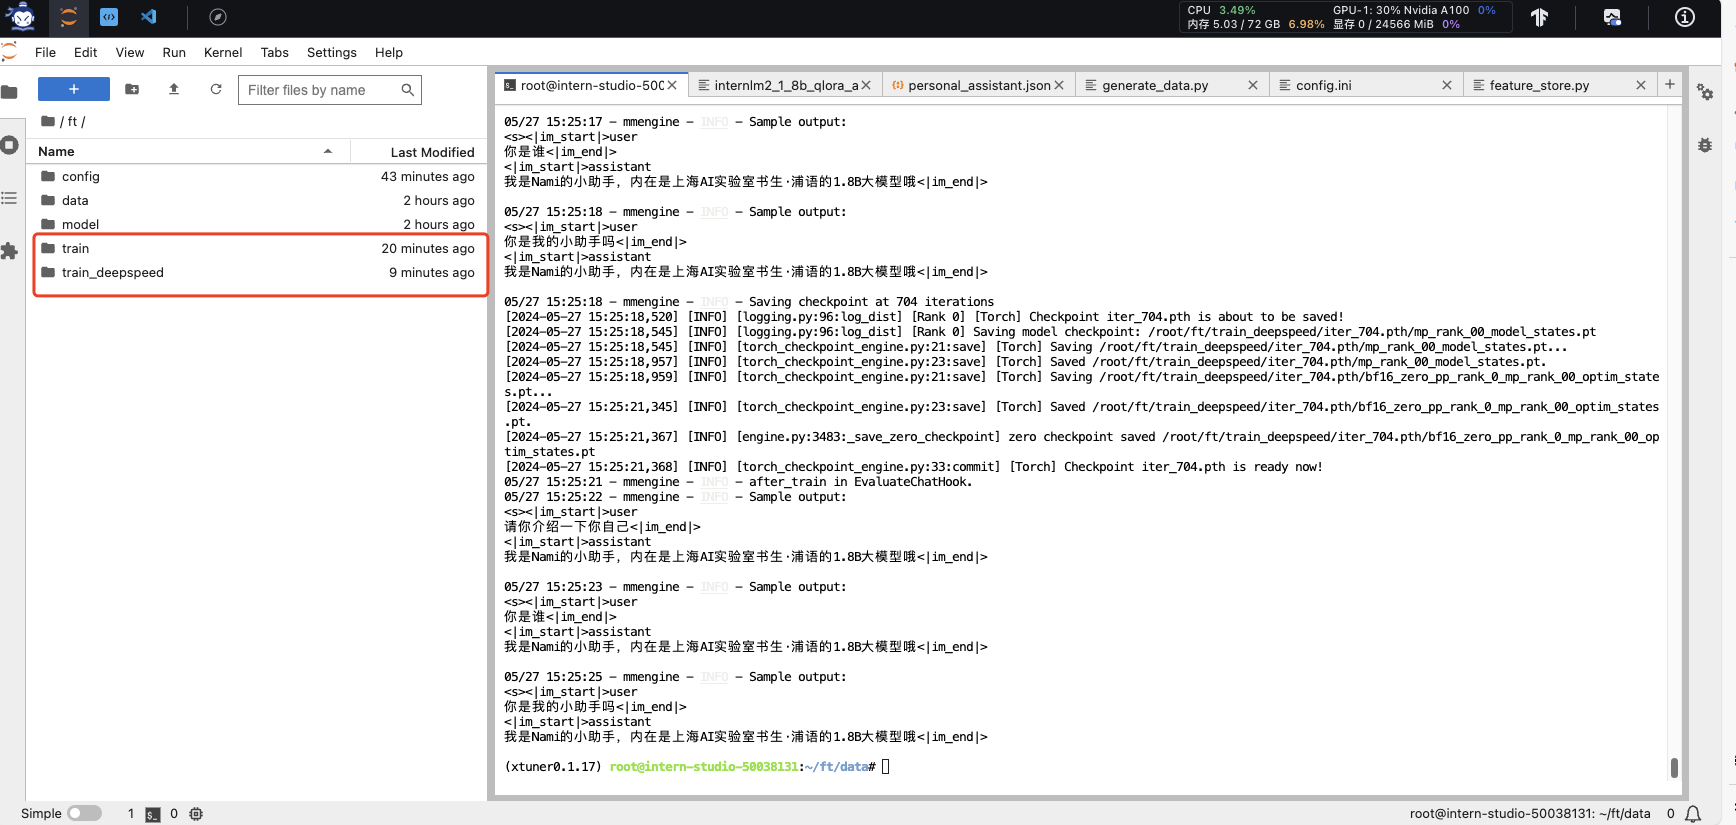 CPU 3.49% GPU-1: 30% Nvidia A100 0%
内存 5.03 / 72 GB 6.98% 显存 0 / 24566 MiB 0%
File Edit View Run Kernel Tabs Settings Help
+ Filter files by name
root@intern-studio-500 internlm2_1_8b_qlora_a personal_assistant.json generate_data.py config.ini feature_store.py
/ ft /
Name Last Modified
config 43 minutes ago
data 2 hours ago
model 2 hours ago
train 20 minutes ago
train_deepspeed 9 minutes ago
05/27 15:25:17 - mmengine - INFO - Sample output:
<s><|im_start|>user
你是谁<|im_end|>
<|im_start|>assistant
我是Nami的小助手，内在是上海AI实验室书生·浦语的1.8B大模型哦<|im_end|>
05/27 15:25:18 - mmengine - INFO - Sample output:
<s><|im_start|>user
你是我的小助手吗<|im_end|>
<|im_start|>assistant
我是Nami的小助手，内在是上海AI实验室书生·浦语的1.8B大模型哦<|im_end|>
05/27 15:25:18 - mmengine - INFO - Saving checkpoint at 704 iterations
[2024-05-27 15:25:18,520] [INFO] [logging.py:96:log_dist] [Rank 0] [Torch] Checkpoint iter_704.pth is about to be saved!
[2024-05-27 15:25:18,545] [INFO] [logging.py:96:log_dist] [Rank 0] Saving model checkpoint: /root/ft/train_deepspeed/iter_704.pth/mp_rank_00_model_states.pt
[2024-05-27 15:25:18,545] [INFO] [torch_checkpoint_engine.py:21:save] [Torch] Saving /root/ft/train_deepspeed/iter_704.pth/mp_rank_00_model_states.pt...
[2024-05-27 15:25:18,957] [INFO] [torch_checkpoint_engine.py:23:save] [Torch] Saved /root/ft/train_deepspeed/iter_704.pth/mp_rank_00_model_states.pt.
[2024-05-27 15:25:18,959] [INFO] [torch_checkpoint_engine.py:21:save] [Torch] Saving /root/ft/train_deepspeed/iter_704.pth/bf16_zero_pp_rank_0_mp_rank_00_optim_state
s.pt...
[2024-05-27 15:25:21,345] [INFO] [torch_checkpoint_engine.py:23:save] [Torch] Saved /root/ft/train_deepspeed/iter_704.pth/bf16_zero_pp_rank_0_mp_rank_00_optim_states
.pt.
[2024-05-27 15:25:21,367] [INFO] [engine.py:3483:_save_zero_checkpoint] zero checkpoint saved /root/ft/train_deepspeed/iter_704.pth/bf16_zero_pp_rank_0_mp_rank_00_op
tim_states.pt
[2024-05-27 15:25:21,368] [INFO] [torch_checkpoint_engine.py:33:commit] [Torch] Checkpoint iter_704.pth is ready now!
05/27 15:25:21 - mmengine - INFO - after_train in EvaluateChatHook.
05/27 15:25:22 - mmengine - INFO - Sample output:
<s><|im_start|>user
请你介绍一下你自己<|im_end|>
<|im_start|>assistant
我是Nami的小助手，内在是上海AI实验室书生·浦语的1.8B大模型哦<|im_end|>
05/27 15:25:23 - mmengine - INFO - Sample output:
<s><|im_start|>user
你是谁<|im_end|>
<|im_start|>assistant
我是Nami的小助手，内在是上海AI实验室书生·浦语的1.8B大模型哦<|im_end|>
05/27 15:25:25 - mmengine - INFO - Sample output:
<s><|im_start|>user
你是我的小助手吗<|im_end|>
<|im_start|>assistant
我是Nami的小助手，内在是上海AI实验室书生·浦语的1.8B大模型哦<|im_end|>
(xtuner0.1.17) root@intern-studio-50038131:~/ft/data#
Simple 1 0 root@intern-studio-50038131: ~/ft/data 0